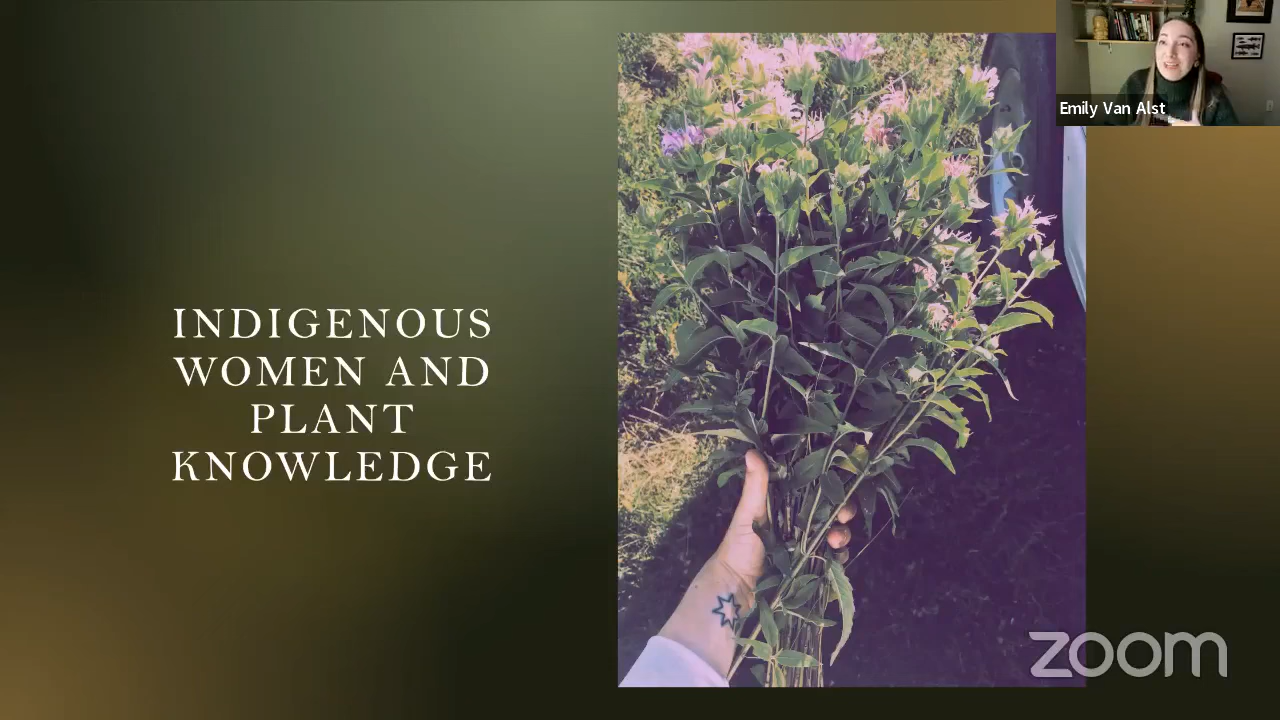 Emily Van Alst
INDIGENOUS
WOMEN AND
PLANT
KNOWLEDGE
zoom